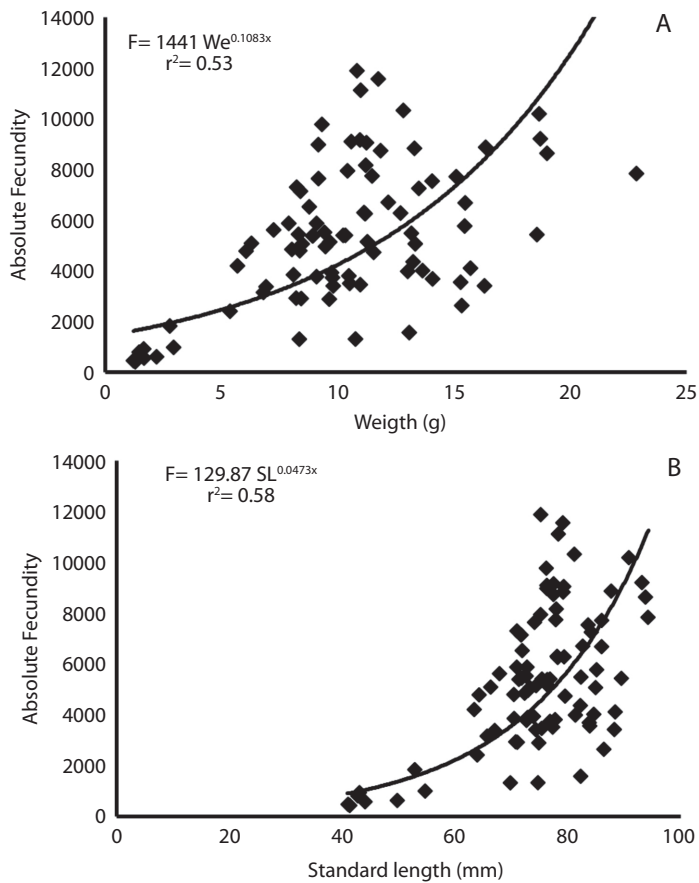 A
F= 1441 We^0.1083x
r²= 0.53
14000
12000
10000
8000
6000
4000
2000
0
Absolute Fecundity
0 5 10 15 20 25
Weigth (g)
B
F= 129.87 SL^0.0473x
r²= 0.58
14000
12000
10000
8000
6000
4000
2000
0
Absolute Fecundity
0 20 40 60 80 100
Standard length (mm)